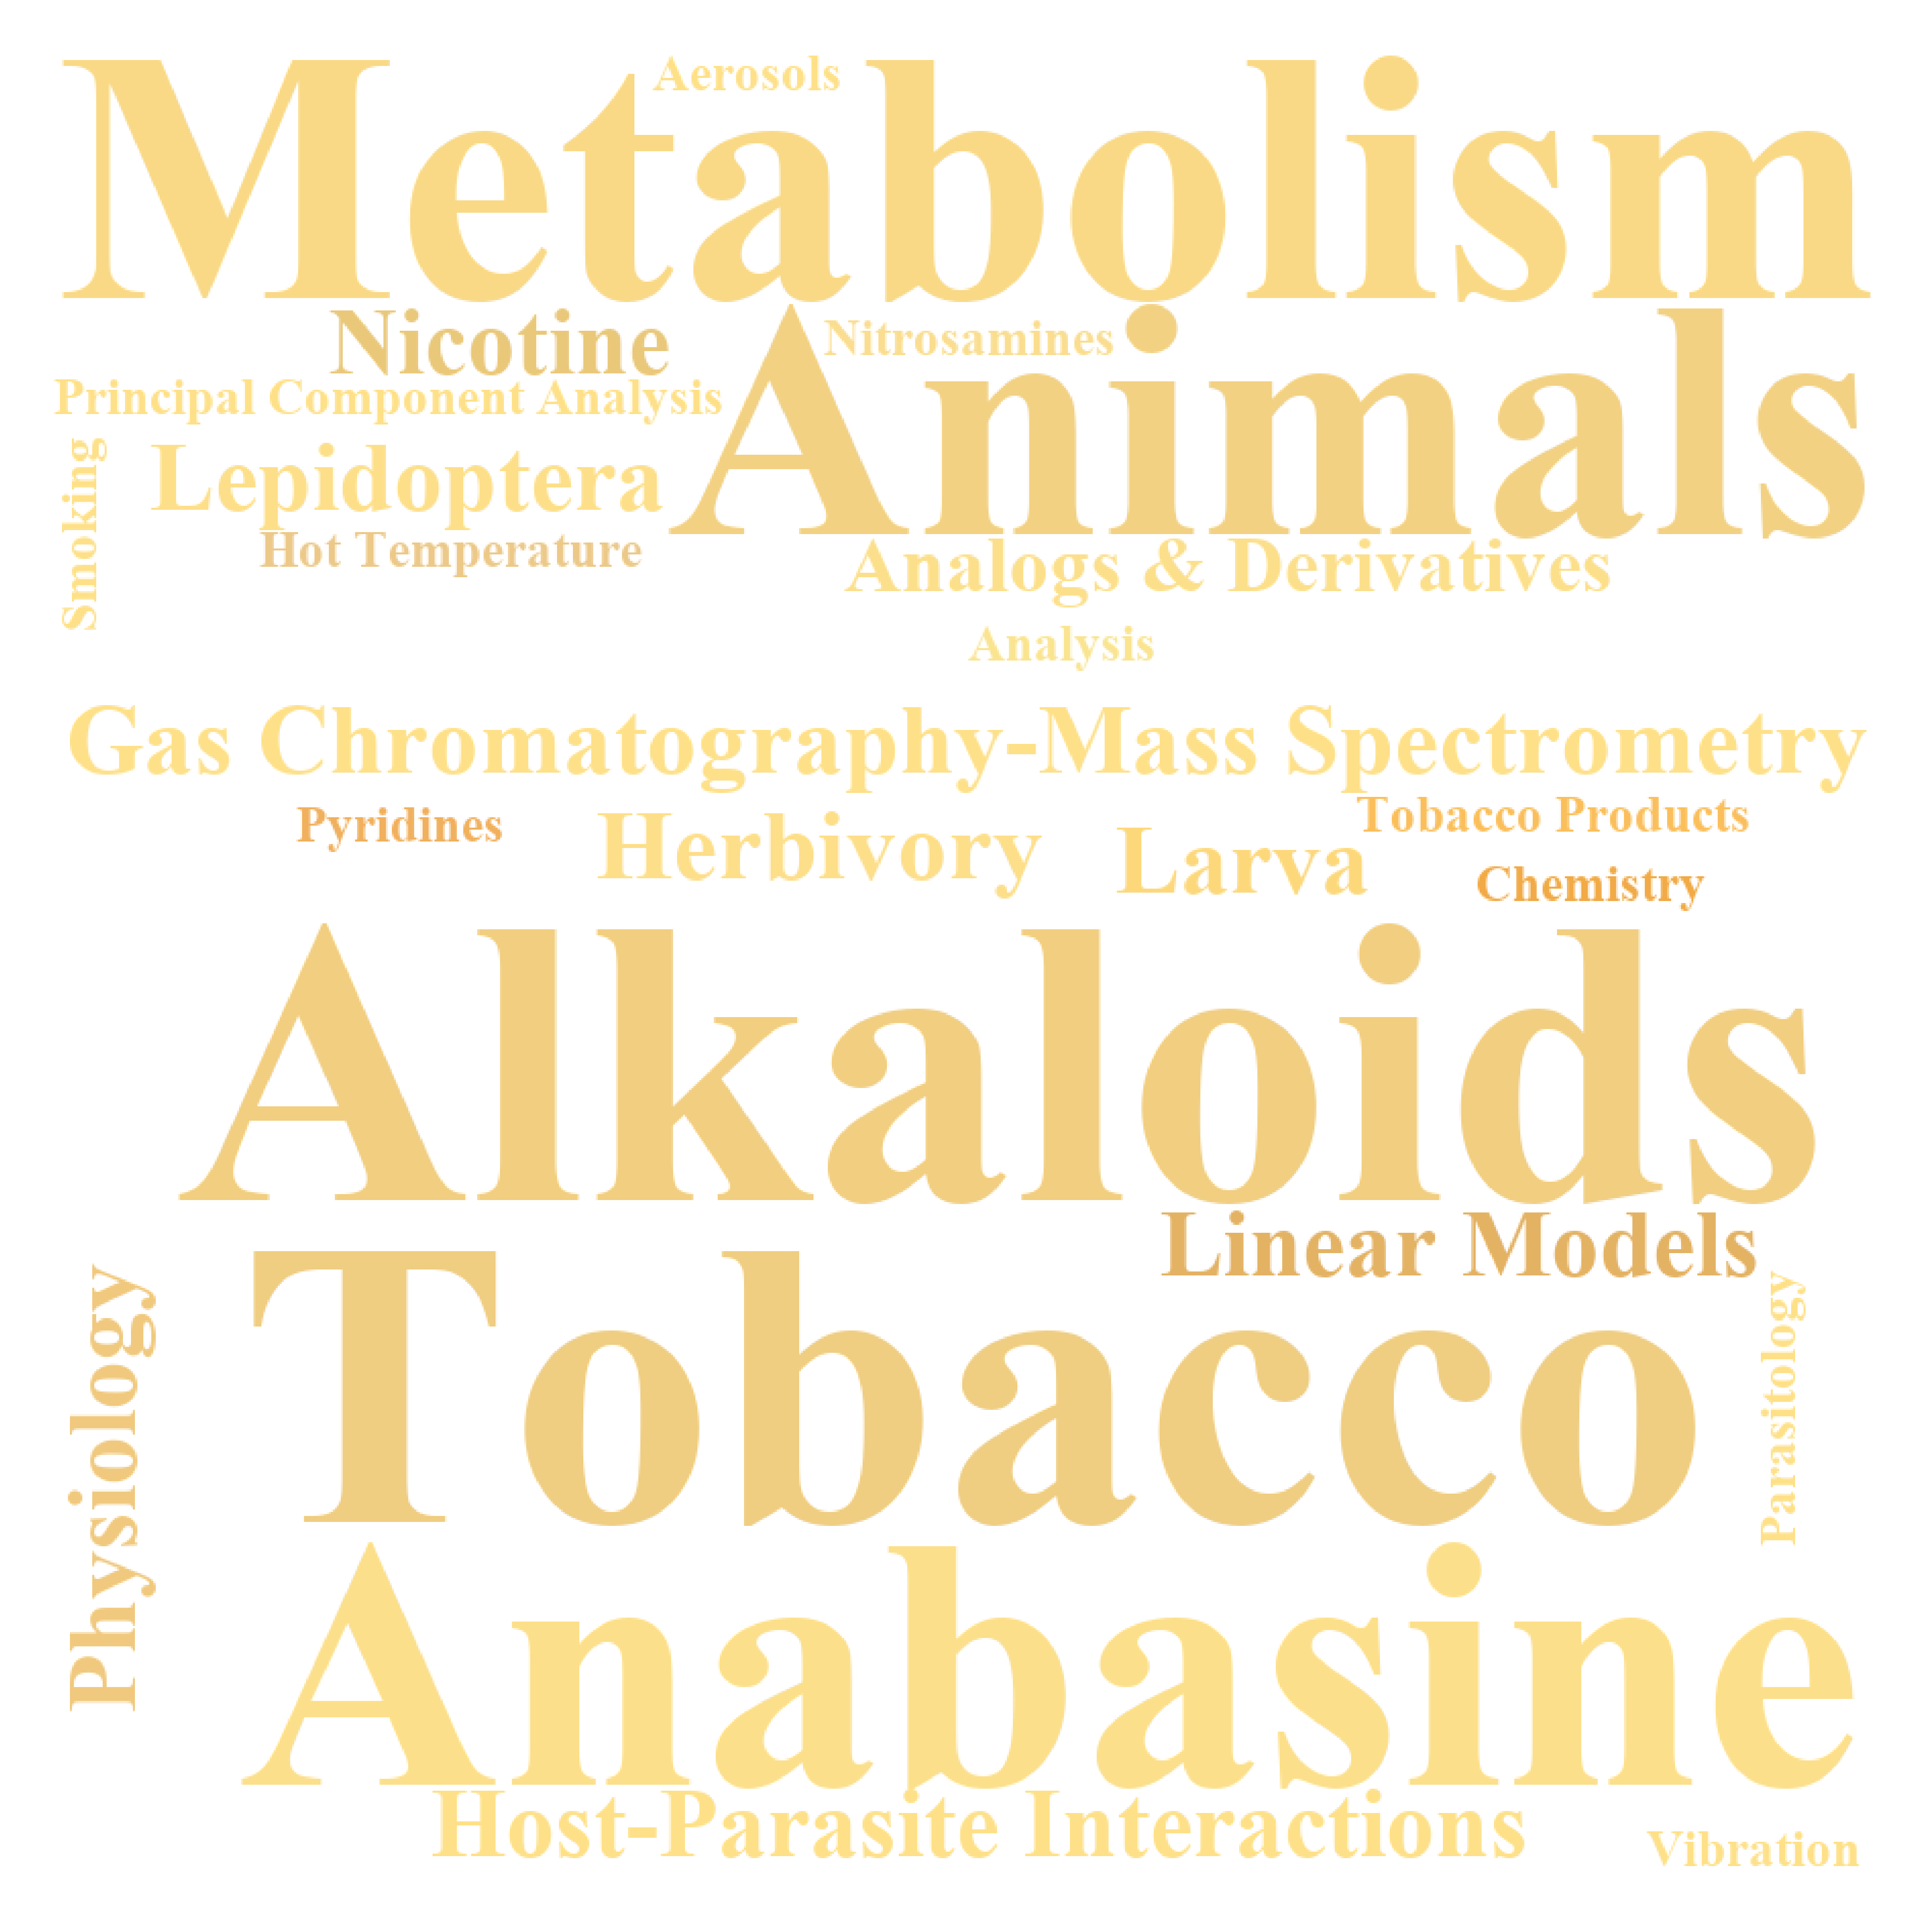 Aerosols
Metabolism
Nicotine
Nitrosamines
Animals
Principal Component Analysis
Smoking
Lepidoptera
Hot Temperature
Analogs & Derivatives
Analysis
Gas Chromatography-Mass Spectrometry
Pyridines
Herbivory
Larva
Tobacco Products
Chemistry
Alkaloids
Linear Models
Physiology
Tobacco
Parasitology
Anabasine
Host-Parasite Interactions
Vibration